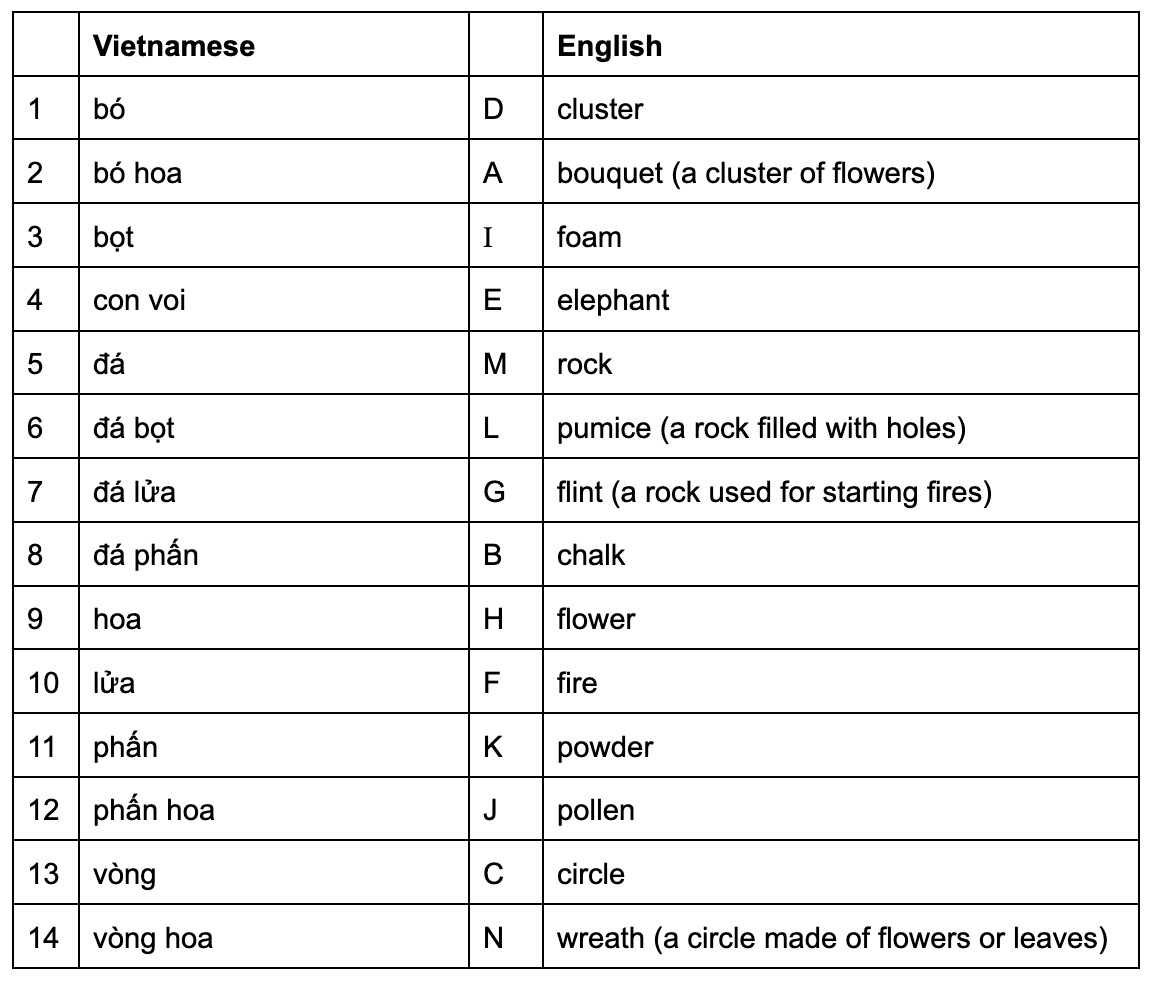 Vietnamese English
1 bó D cluster
2 bó hoa A bouquet (a cluster of flowers)
3 bọt I foam
4 con voi E elephant
5 đá M rock
6 đá bọt L pumice (a rock filled with holes)
7 đá lửa G flint (a rock used for starting fires)
8 đá phấn B chalk
9 hoa H flower
10 lửa F fire
11 phấn K powder
12 phấn hoa J pollen
13 vòng C circle
14 vòng hoa N wreath (a circle made of flowers or leaves)